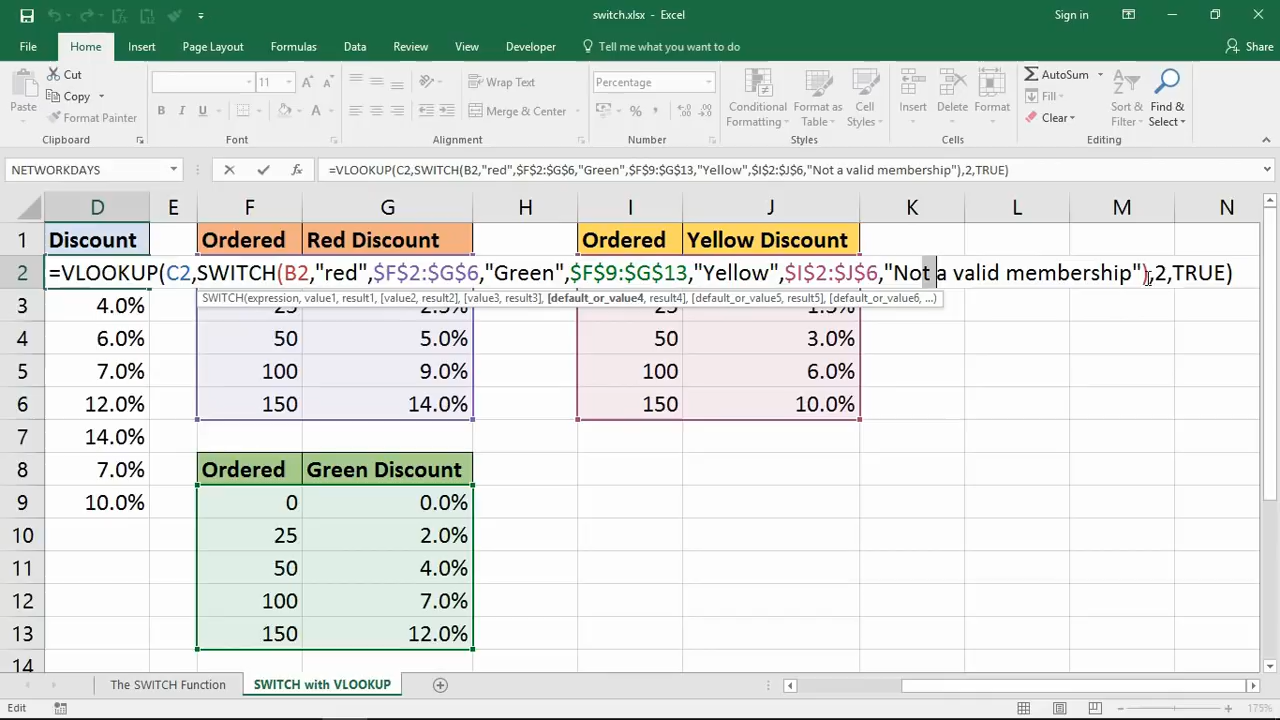 switch.xlsx - Excel
Sign in
File Home Insert Page Layout Formulas Data Review View Developer Tell me what you want to do Share
Paste
Cut
Copy
Format Painter
Clipboard
11
A A
B I U A
Font
Wrap Text
Merge & Center
Alignment
Percentage
%
Number
Conditional Formatting
Format as Table
Cell Styles
Styles
Insert Delete Format
Cells
AutoSum
Fill
Clear
Sort & Filter
Find & Select
Editing
NETWORKDAYS fx =VLOOKUP(C2,SWITCH(B2,"red",$F$2:$G$6,"Green",$F$9:$G$13,"Yellow",$I$2:$J$6,"Not a valid membership"),2,TRUE)
D E F G H I J K L M N
1 Discount Ordered Red Discount Ordered Yellow Discount
2 =VLOOKUP(C2,SWITCH(B2,"red",$F$2:$G$6,"Green",$F$9:$G$13,"Yellow",$I$2:$J$6,"Not a valid membership"),2,TRUE)
SWITCH(expression, value1, result1, [value2, result2], [value3, result3], [default_or_value4, result4], [default_or_value5, result5], [default_or_value6, ...)
3 4.0%
4 6.0% 50 5.0% 50 3.0%
5 7.0% 100 9.0% 100 6.0%
6 12.0% 150 14.0% 150 10.0%
7 14.0%
8 7.0% Ordered Green Discount
9 10.0% 0 0.0%
10 25 2.0%
11 50 4.0%
12 100 7.0%
13 150 12.0%
14
The SWITCH Function SWITCH with VLOOKUP
Edit 175%